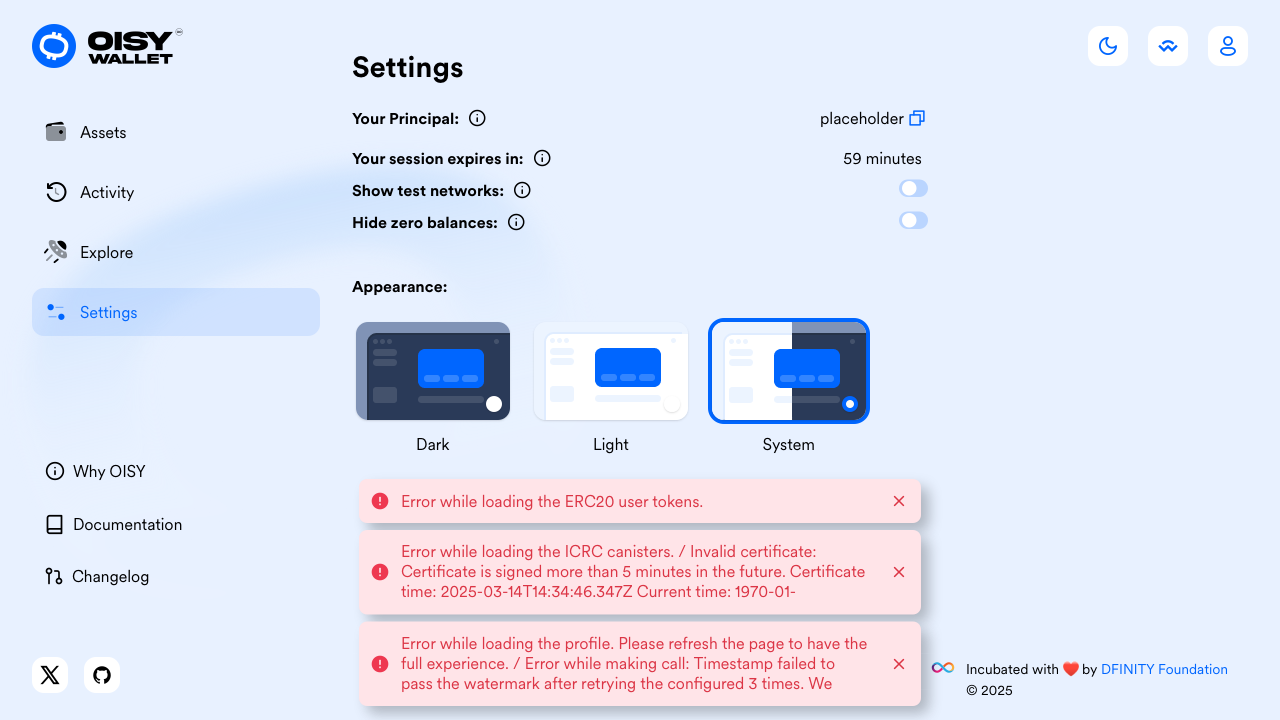 OISY
WALLET
Settings
Your Principal:
placeholder
Assets
Your session expires in:
59 minutes
Activity
Show test networks:
Hide zero balances:
Explore
Appearance:
Settings
Dark
Light
System
Why OISY
Error while loading the ERC20 user tokens.
Documentation
Error while loading the ICRC canisters. / Invalid certificate:
Certificate is signed more than 5 minutes in the future. Certificate
time: 2025-03-14T14:34:46.347Z Current time: 1970-01-
Changelog
Error while loading the profile. Please refresh the page to have the
full experience. / Error while making call: Timestamp failed to
pass the watermark after retrying the configured 3 times. We
Incubated with ❤️ by DFINITY Foundation
© 2025